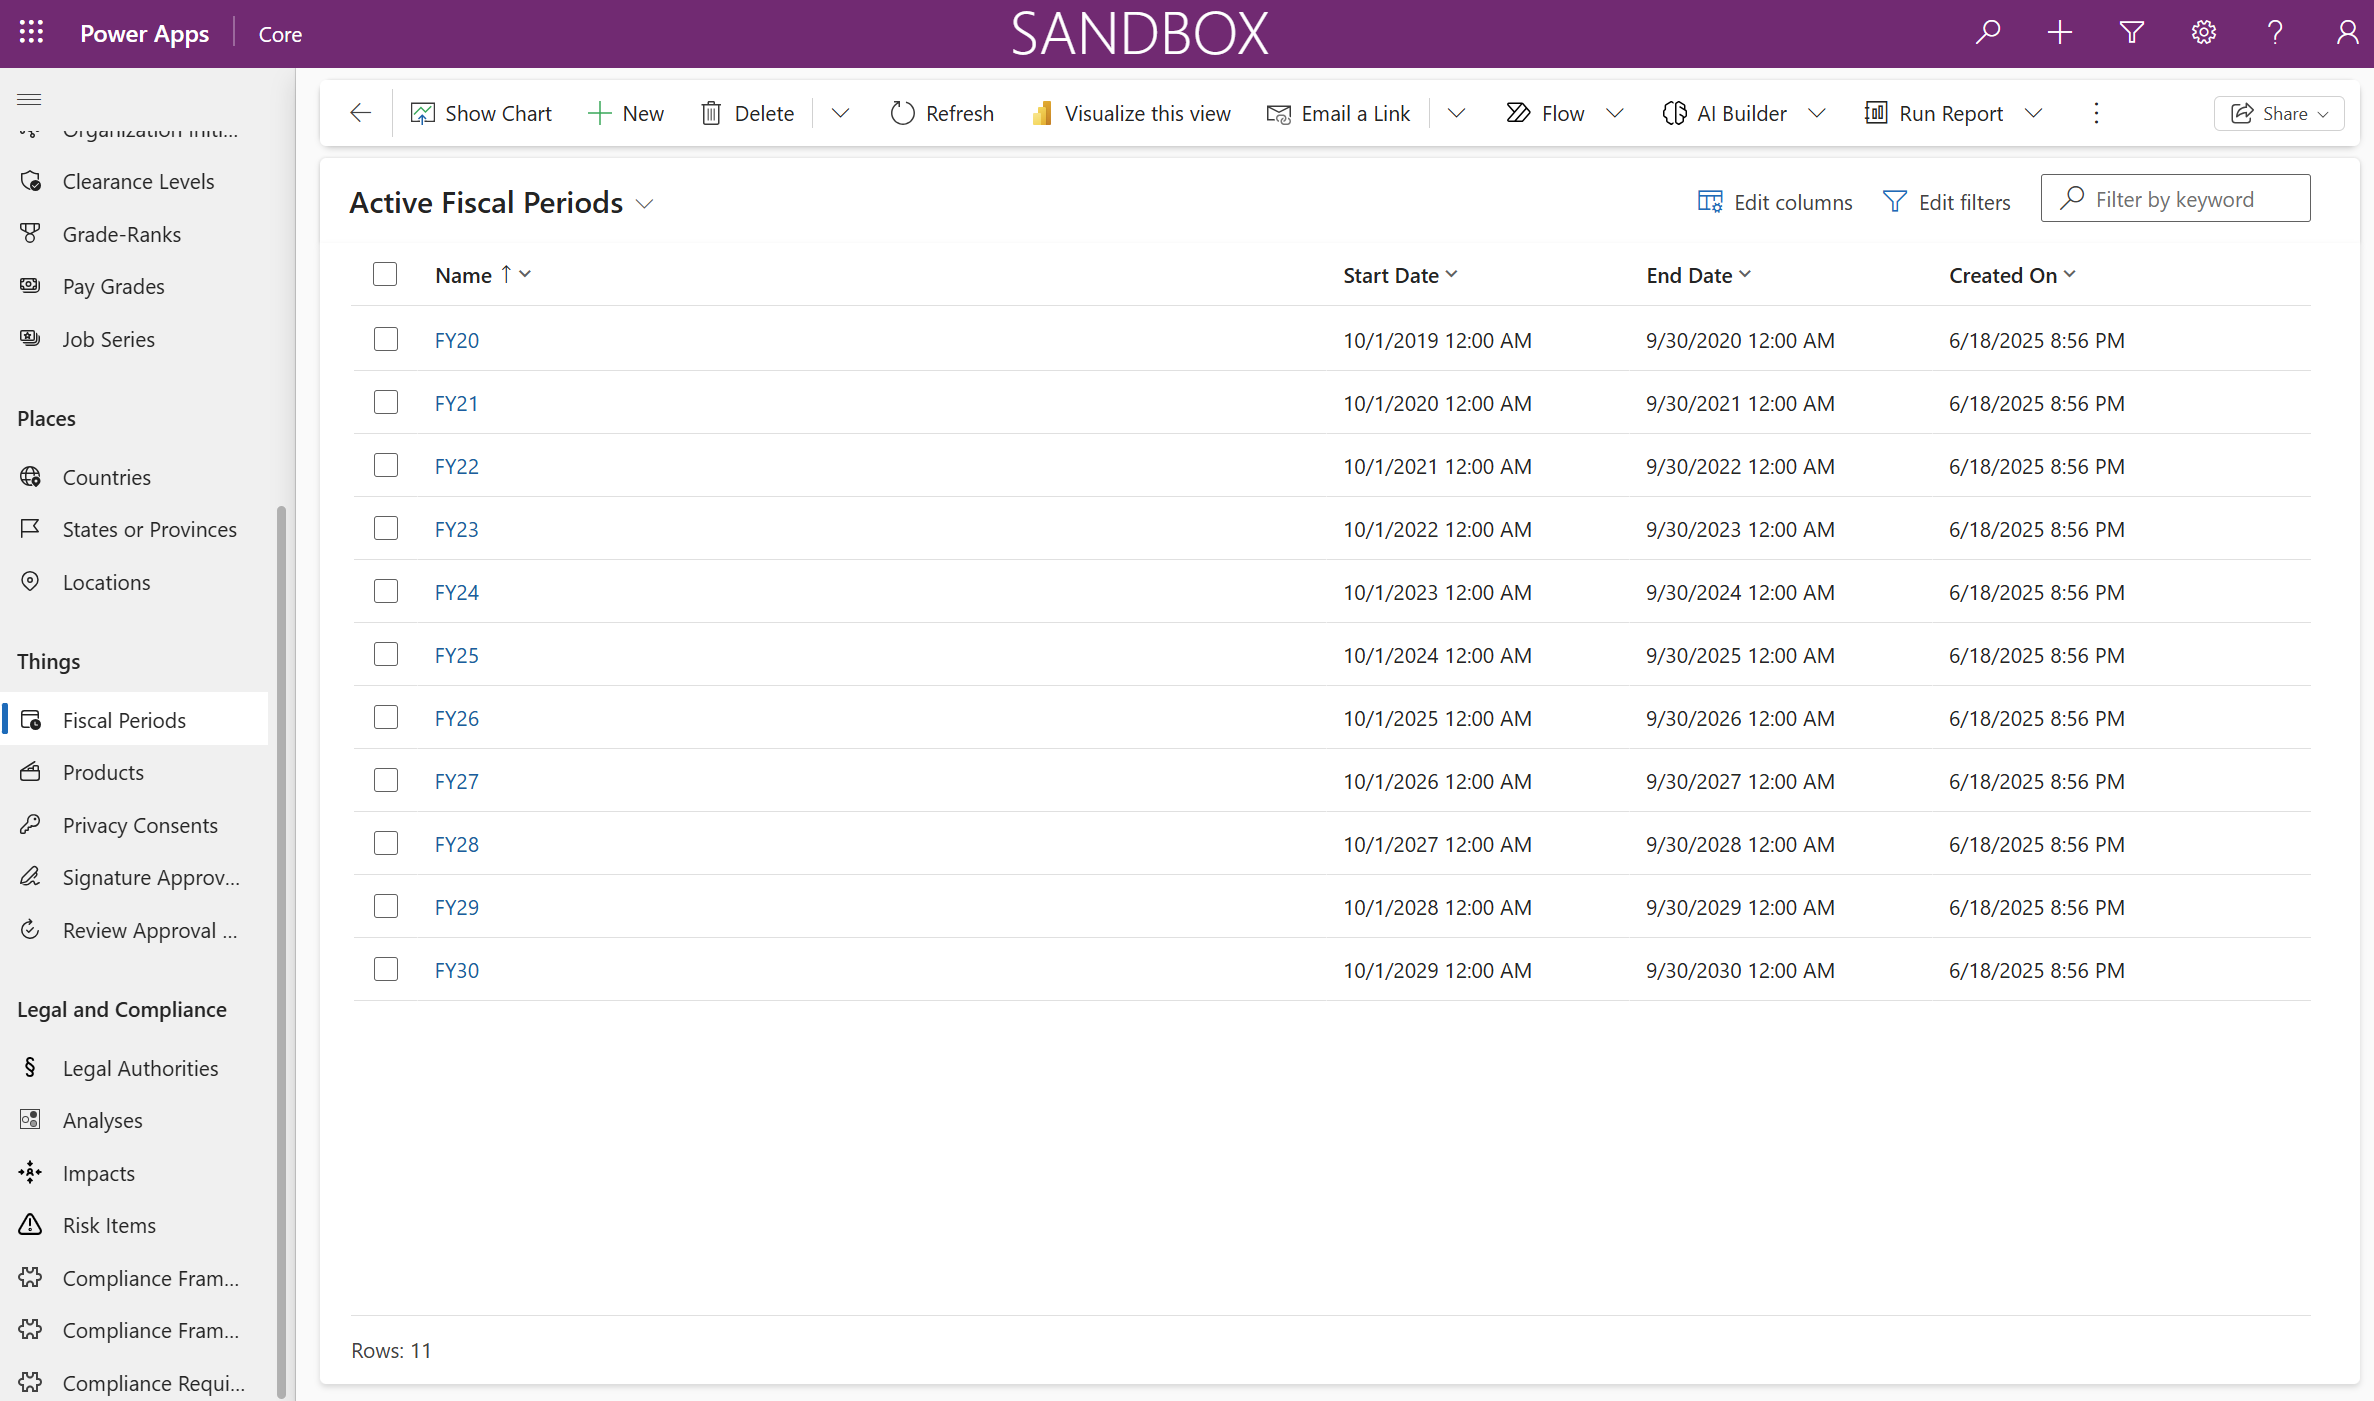 Power Apps | Core
SANDBOX
Show Chart
New
Delete
Refresh
Visualize this view
Email a Link
Flow
AI Builder
Run Report
Share
Organization Initi...
Clearance Levels
Grade-Ranks
Pay Grades
Job Series
Places
Countries
States or Provinces
Locations
Things
Fiscal Periods
Products
Privacy Consents
Signature Approv...
Review Approval ...
Legal and Compliance
Legal Authorities
Analyses
Impacts
Risk Items
Compliance Fram...
Compliance Fram...
Compliance Requi...
Active Fiscal Periods
Edit columns
Edit filters
Filter by keyword
Name ↑ Start Date End Date Created On
FY20 10/1/2019 12:00 AM 9/30/2020 12:00 AM 6/18/2025 8:56 PM
FY21 10/1/2020 12:00 AM 9/30/2021 12:00 AM 6/18/2025 8:56 PM
FY22 10/1/2021 12:00 AM 9/30/2022 12:00 AM 6/18/2025 8:56 PM
FY23 10/1/2022 12:00 AM 9/30/2023 12:00 AM 6/18/2025 8:56 PM
FY24 10/1/2023 12:00 AM 9/30/2024 12:00 AM 6/18/2025 8:56 PM
FY25 10/1/2024 12:00 AM 9/30/2025 12:00 AM 6/18/2025 8:56 PM
FY26 10/1/2025 12:00 AM 9/30/2026 12:00 AM 6/18/2025 8:56 PM
FY27 10/1/2026 12:00 AM 9/30/2027 12:00 AM 6/18/2025 8:56 PM
FY28 10/1/2027 12:00 AM 9/30/2028 12:00 AM 6/18/2025 8:56 PM
FY29 10/1/2028 12:00 AM 9/30/2029 12:00 AM 6/18/2025 8:56 PM
FY30 10/1/2029 12:00 AM 9/30/2030 12:00 AM 6/18/2025 8:56 PM
Rows: 11